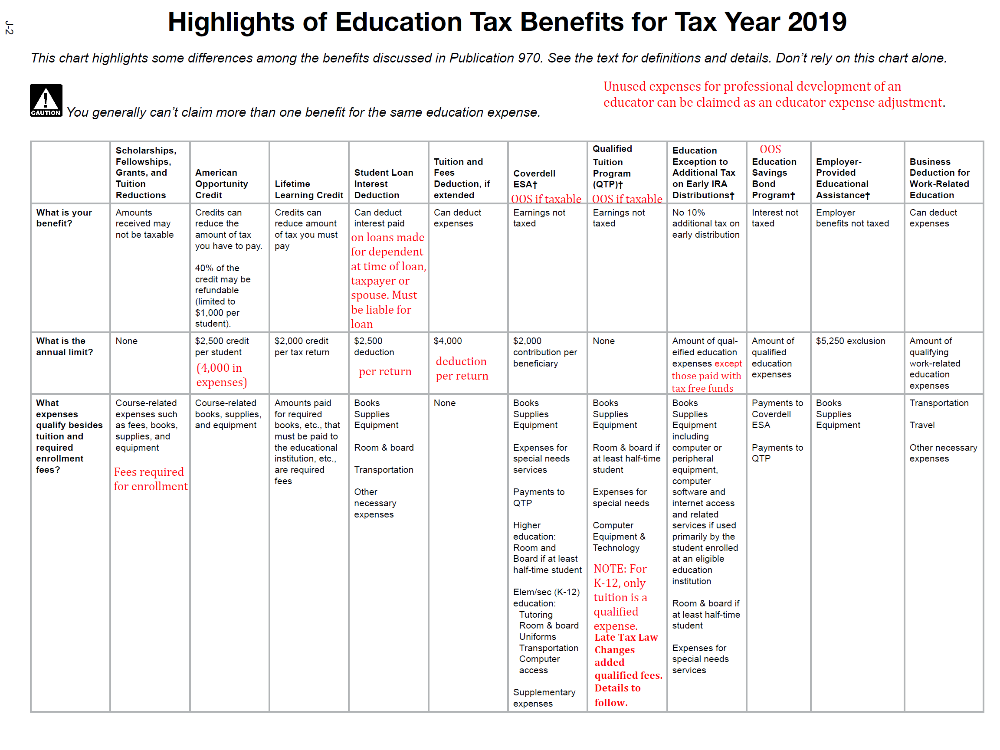 J-2
Highlights of Education Tax Benefits for Tax Year 2019
This chart highlights some differences among the benefits discussed in Publication 970. See the text for definitions and details. Don’t rely on this chart alone.
Unused expenses for professional development of an
educator can be claimed as an educator expense adjustment.
CAUTION
You generally can’t claim more than one benefit for the same education expense.
Scholarships,
Fellowships,
Grants, and
Tuition
Reductions
American
Opportunity
Credit
Lifetime
Learning Credit
Student Loan
Interest
Deduction
Tuition and
Fees
Deduction, if
extended
Coverdell
ESA†
OOS if taxable
Qualified
Tuition
Program
(QTP)†
OOS if taxable
Education
Exception to
Additional Tax
on Early IRA
Distributions†
OOS
Education
Savings
Bond
Program†
Employer-
Provided
Educational
Assistance†
Business
Deduction for
Work-Related
Education
What is your
benefit?
Amounts
received may
not be taxable
Credits can
reduce the
amount of tax
you have to pay.
40% of the
credit may be
refundable
(limited to
$1,000 per
student).
Credits can
reduce amount
of tax you must
pay
Can deduct
interest paid
on loans made
for dependent
at time of loan,
taxpayer or
spouse. Must
be liable for
loan
Can deduct
expenses
Earnings not
taxed
Earnings not
taxed
No 10%
additional tax on
early distribution
Interest not
taxed
Employer
benefits not taxed
Can deduct
expenses
What is the
annual limit?
None
$2,500 credit
per student
(4,000 in
expenses)
$2,000 credit
per tax return
$2,500
deduction
per return
$4,000
deduction
per return
$2,000
contribution per
beneficiary
None
Amount of qual-
eified education
expenses except
those paid with
tax free funds
Amount of
qualified
education
expenses
$5,250 exclusion
Amount of
qualifying
work-related
education
expenses
What
expenses
qualify besides
tuition and
required
enrollment
fees?
Course-related
expenses such
as fees, books,
supplies, and
equipment
Fees required
for enrollment
Course-related
books, supplies,
and equipment
Amounts paid
for required
books, etc., that
must be paid to
the educational
institution, etc.,
are required
fees
Books
Supplies
Equipment
Room & board
Transportation
Other
necessary
expenses
None
Books
Supplies
Equipment
Expenses for
special needs
services
Payments to
QTP
Higher
education:
Room and
Board if at least
half-time student
Elem/sec (K-12)
education:
Tutoring
Room & board
Uniforms
Transportation
Computer
access
Supplementary
expenses
Books
Supplies
Equipment
Room & board if
at least half-time
student
Expenses for
special needs
Computer
Equipment &
Technology
NOTE: For
K-12, only
tuition is a
qualified
expense.
Late Tax Law
Changes
added
qualified fees.
Details to
follow.
Books
Supplies
Equipment
including
computer or
peripheral
equipment,
computer
software and
internet access
and related
services if used
primarily by the
student enrolled
at an eligible
education
institution
Room & board if
at least half-time
student
Expenses for
special needs
services
Payments to
Coverdell
ESA
Payments to
QTP
Books
Supplies
Equipment
Transportation
Travel
Other necessary
expenses